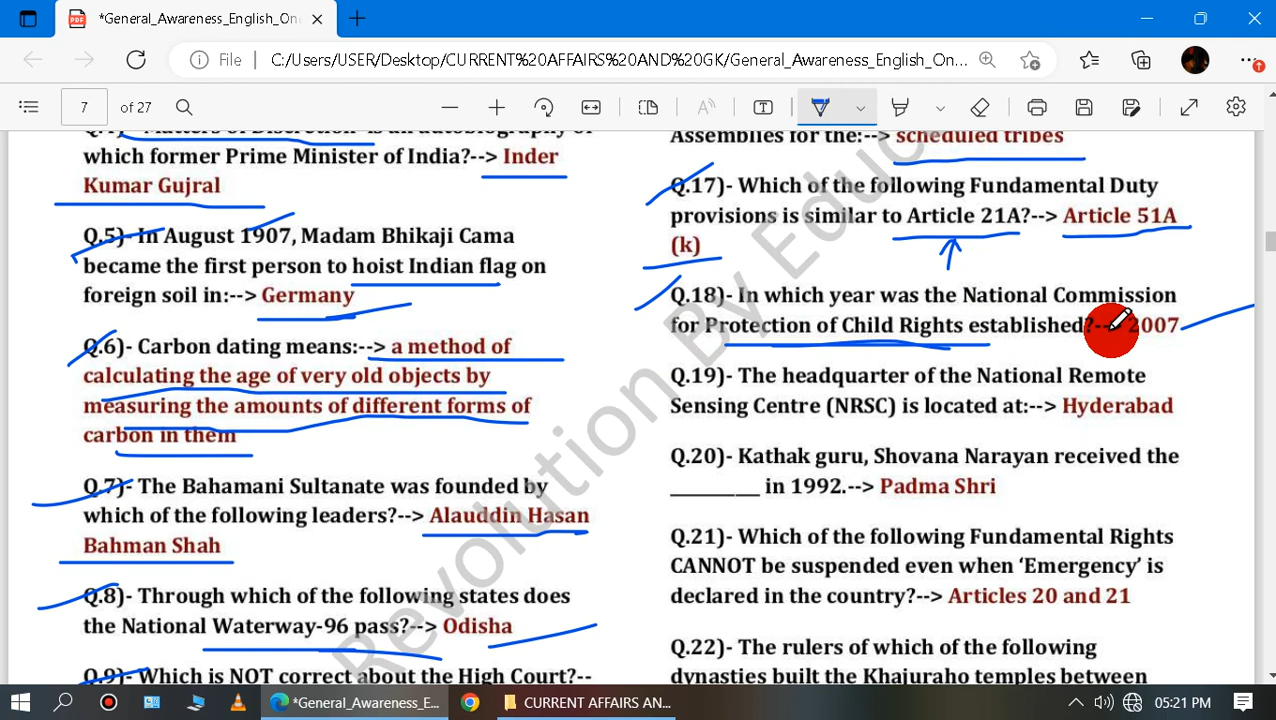 *General_Awareness_English_On
File C:/Users/USER/Desktop/CURRENT%20AFFAIRS%20AND%20GK/General_Awareness_English_On...
7 of 27
"Matters of Discretion" is an autobiography of
which former Prime Minister of India?--> Inder
Kumar Gujral
Q.5)- In August 1907, Madam Bhikaji Cama
became the first person to hoist Indian flag on
foreign soil in:--> Germany
Q.6)- Carbon dating means:--> a method of
calculating the age of very old objects by
measuring the amounts of different forms of
carbon in them
Q.7)- The Bahamani Sultanate was founded by
which of the following leaders?--> Alauddin Hasan
Bahman Shah
Q.8)- Through which of the following states does
the National Waterway-96 pass?--> Odisha
Q.9)- Which is NOT correct about the High Court?--
Assemblies for the:--> scheduled tribes
Q.17)- Which of the following Fundamental Duty
provisions is similar to Article 21A?--> Article 51A
(k)
Q.18)- In which year was the National Commission
for Protection of Child Rights established?--> 2007
Q.19)- The headquarter of the National Remote
Sensing Centre (NRSC) is located at:--> Hyderabad
Q.20)- Kathak guru, Shovana Narayan received the
__________ in 1992.--> Padma Shri
Q.21)- Which of the following Fundamental Rights
CANNOT be suspended even when ‘Emergency’ is
declared in the country?--> Articles 20 and 21
Q.22)- The rulers of which of the following
dynasties built the Khajuraho temples between
Revolution By Educ
*General_Awareness_E...
CURRENT AFFAIRS AN...
05:21 PM